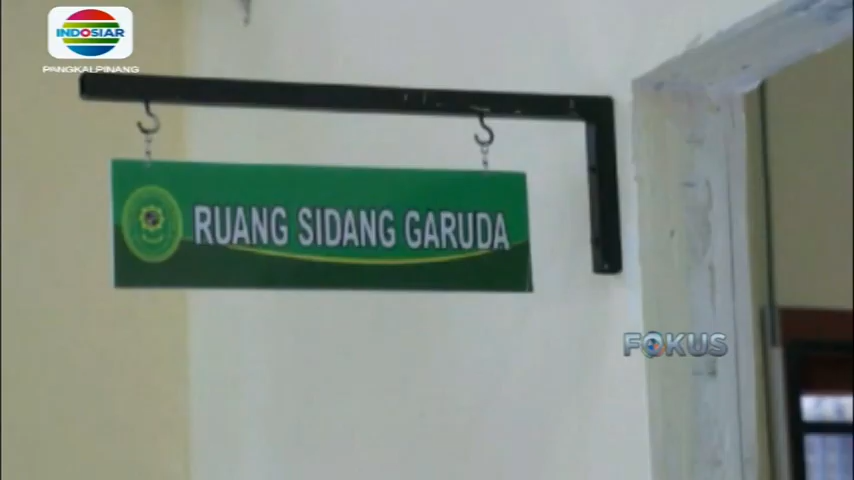 INDOSIAR
PANGKALPINANG
RUANG SIDANG GARUDA
FOKUS